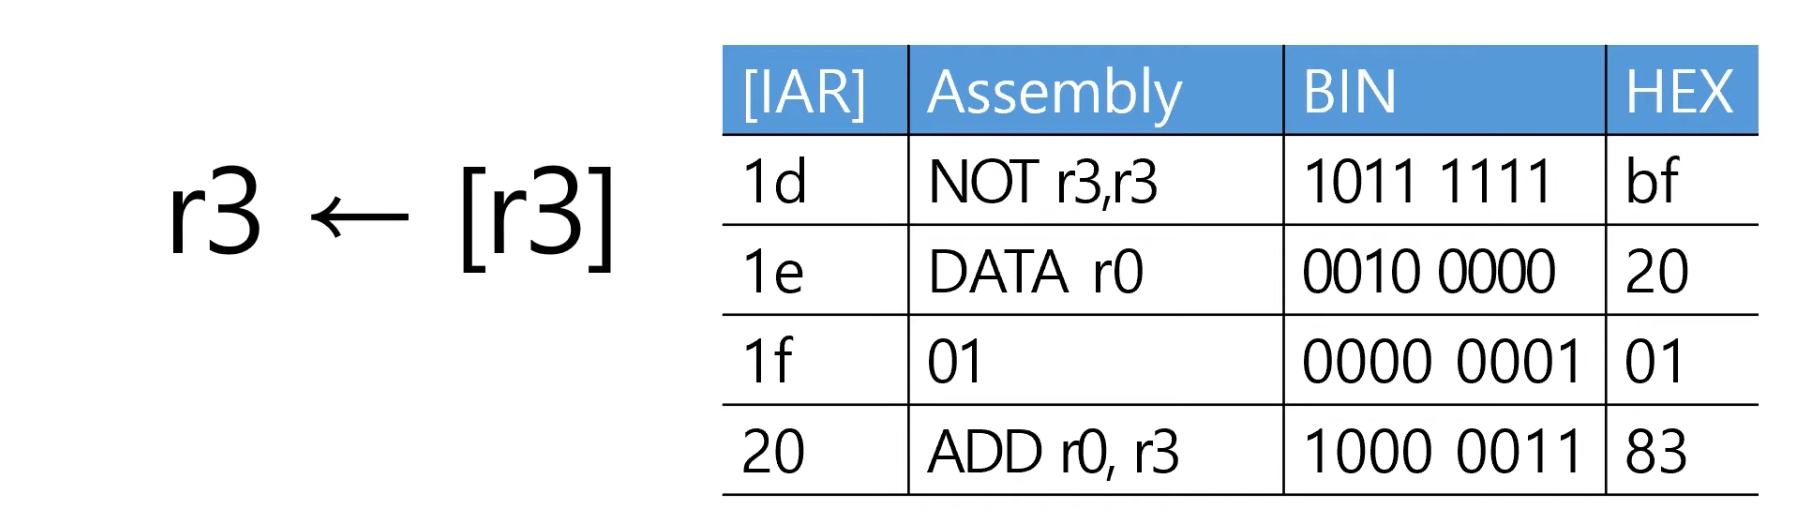 r3 ← [r3]
[IAR] Assembly BIN HEX
1d NOT r3,r3 1011 1111 bf
1e DATA r0 0010 0000 20
1f 01 0000 0001 01
20 ADD r0, r3 1000 0011 83